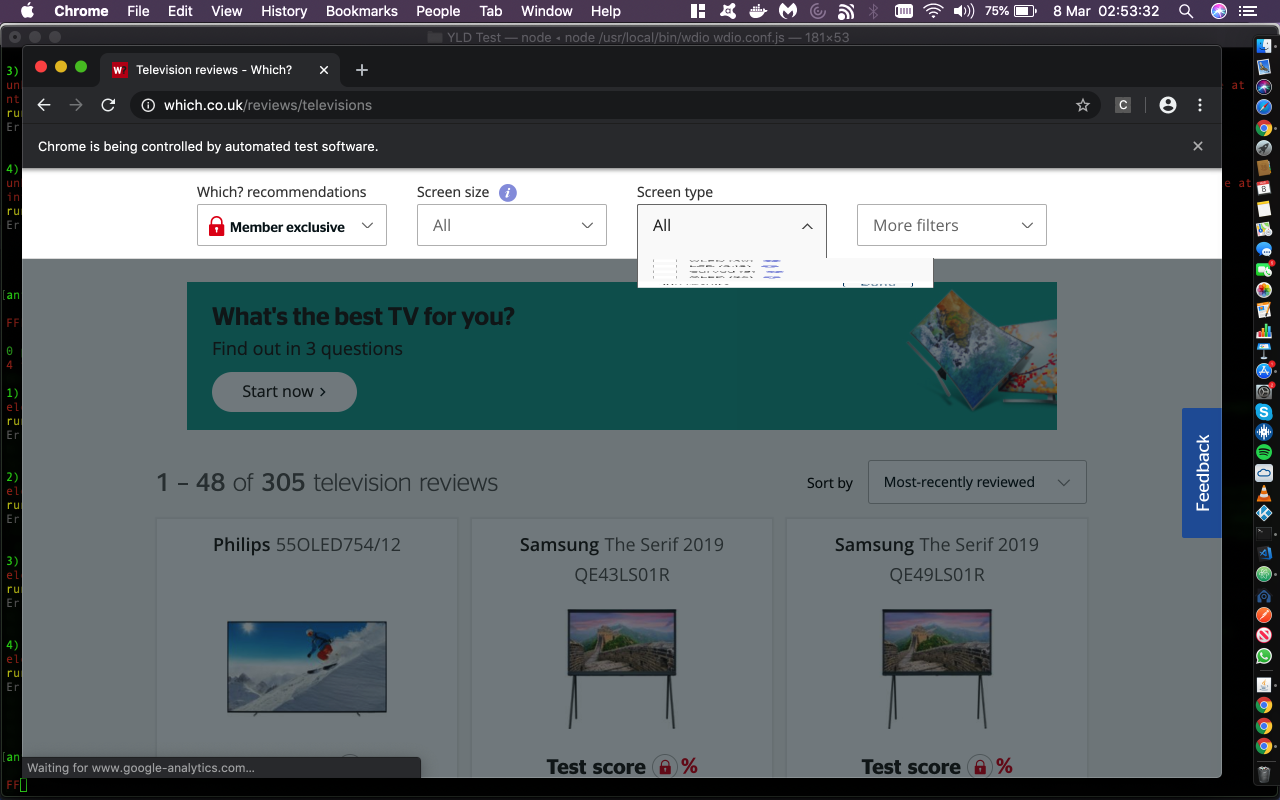 Chrome File Edit View History Bookmarks People Tab Window Help 75% 8 Mar 02:53:32
YLD Test — node • node /usr/local/bin/wdio wdio.conf.js — 181×53
Television reviews - Which?
which.co.uk/reviews/televisions
C
Chrome is being controlled by automated test software.
Which? recommendations
Screen size i
Screen type
Member exclusive
All
All
More filters
What's the best TV for you?
Find out in 3 questions
Start now >
Feedback
1 – 48 of 305 television reviews
Sort by
Most-recently reviewed
Philips 55OLED754/12
Samsung The Serif 2019
QE43LS01R
Samsung The Serif 2019
QE49LS01R
Test score %
Test score %
Waiting for www.google-analytics.com...